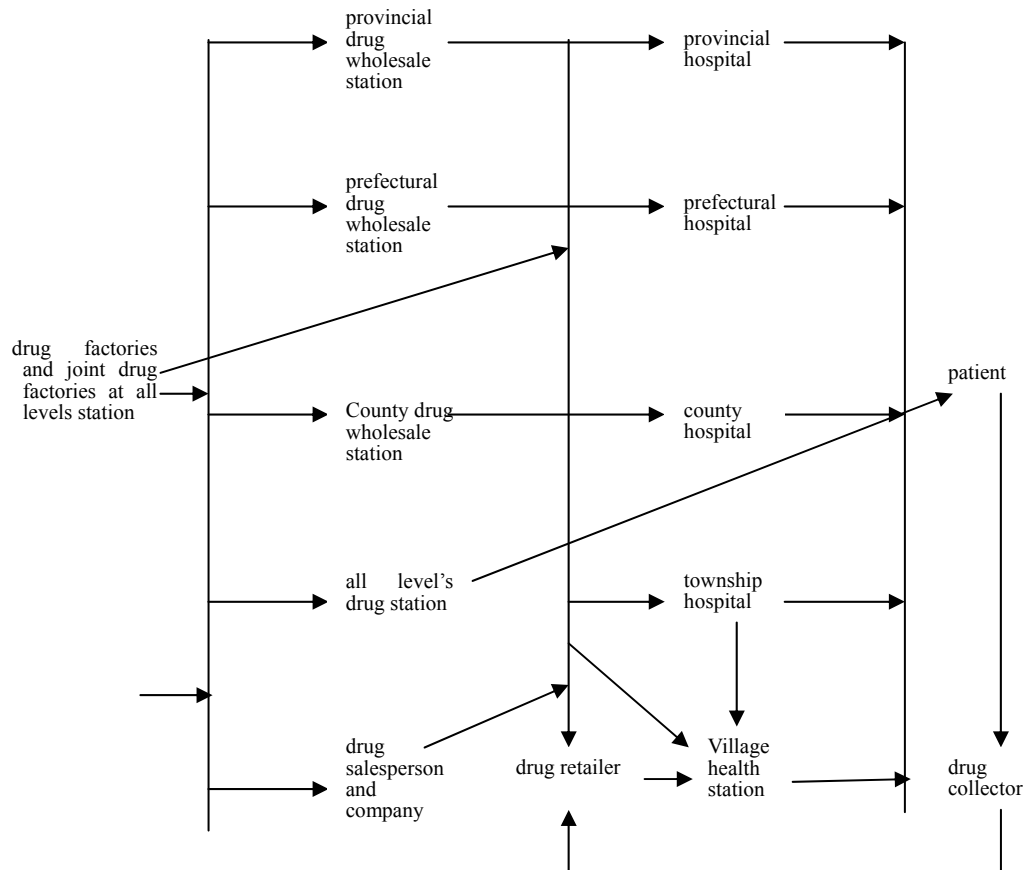 provincial
drug
wholesale
station
provincial
hospital
prefectural
drug
wholesale
station
prefectural
hospital
drug factories
and joint drug
factories at all
levels station
patient
County drug
wholesale
station
county
hospital
all level's
drug station
township
hospital
drug
salesperson
and
company
drug retailer
Village
health
station
drug
collector